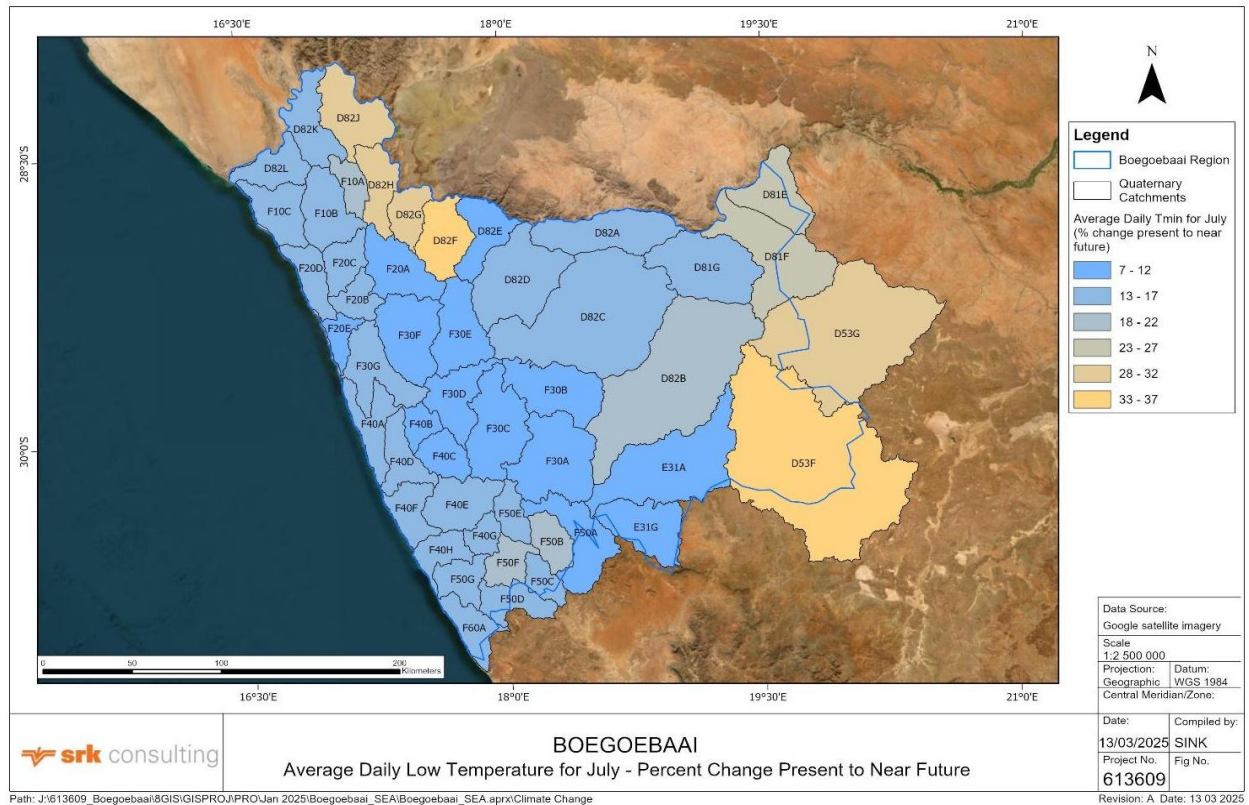 16°30'E 18°0'E 19°30'E 21°0'E
28°30'S
30°0'S
D82J
D82K
D82L
F10A
D82H
F10C
F10B
D82G
D82F
D82E
D82A
D81E
D81F
D81G
F20D
F20C
F20A
D82D
F20B
D82C
F20E
F30F
F30E
D53G
F30G
D82B
F30D
F30B
F40A
F40B
F30C
F40C
F40D
F30A
E31A
D53F
F40F
F40E
F50E
F40G
F50A
E31G
F50B
F40H
F50F
F50G
F50C
F50D
F60A
0 50 100 200
Kilometers
16°30'E 18°0'E 19°30'E 21°0'E
N
Legend
Boegoebaai Region
Quaternary
Catchments
Average Daily Tmin for July
(% change present to near
future)
7 - 12
13 - 17
18 - 22
23 - 27
28 - 32
33 - 37
Data Source:
Google satellite imagery
Scale
1:2 500 000
Projection: Datum:
Geographic WGS 1984
Central Meridian/Zone:
Date: Compiled by:
13/03/2025 SINK
Project No. Fig No.
613609
srk consulting
BOEGOEBAAI
Average Daily Low Temperature for July - Percent Change Present to Near Future
Path: J:\613609_Boegoebaai\8GIS\GISPROJ\PRO\Jan 2025\Boegoebaai_SEA\Boegoebaai_SEA.aprx\Climate Change
Revision: A Date: 13 03 2025